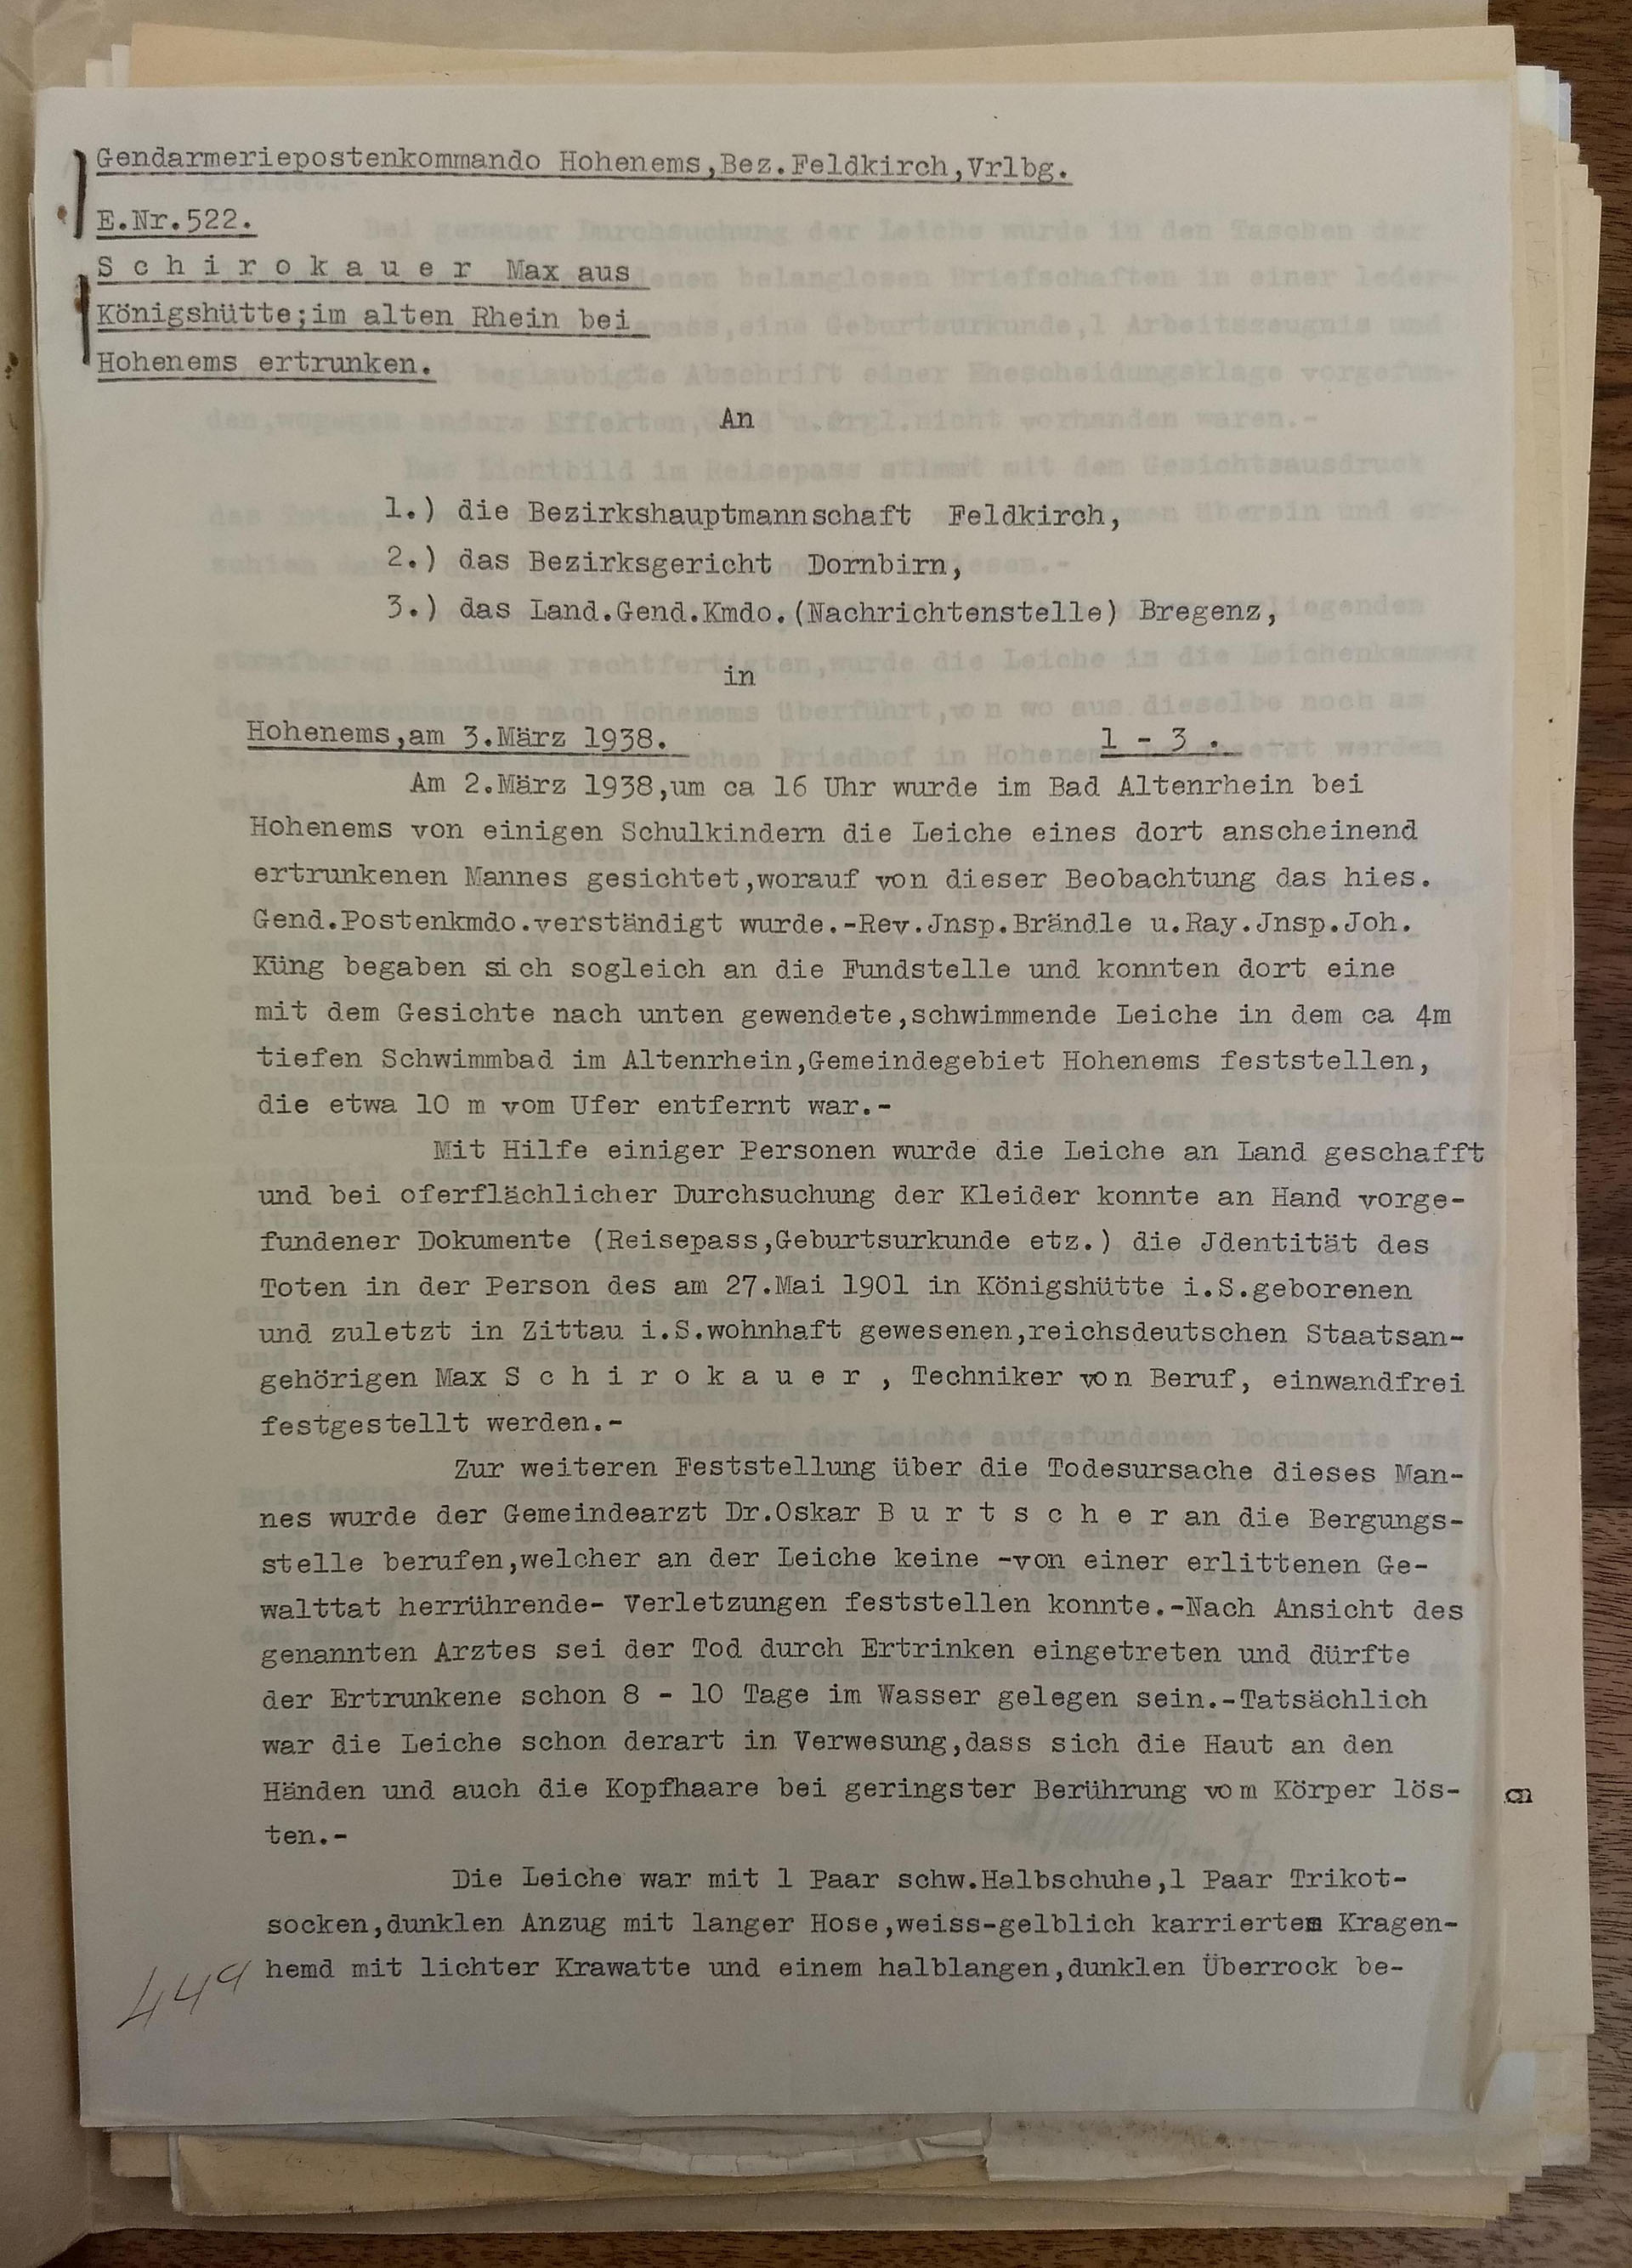 Gendarmeriepostenkommando Hohenems,Bez.Feldkirch,Vrlbg.
E.Nr.522.
S c h i r o k a u e r Max aus
Königshütte;im alten Rhein bei
Hohenems ertrunken.
An
1.) die Bezirkshauptmannschaft Feldkirch,
2.) das Bezirksgericht Dornbirn,
3.) das Land.Gend.Kmdo.(Nachrichtenstelle) Bregenz,
in
Hohenems,am 3.März 1938. 1 - 3 .
Am 2.März 1938,um ca 16 Uhr wurde im Bad Altenrhein bei
Hohenems von einigen Schulkindern die Leiche eines dort anscheinend
ertrunkenen Mannes gesichtet,worauf von dieser Beobachtung das hies.
Gend.Postenkmdo.verständigt wurde.-Rev.Jnsp.Brändle u.Ray.Jnsp.Joh.
Küng begaben sich sogleich an die Fundstelle und konnten dort eine
mit dem Gesichte nach unten gewendete,schwimmende Leiche in dem ca 4m
tiefen Schwimmbad im Altenrhein,Gemeindegebiet Hohenems feststellen,
die etwa 10 m vom Ufer entfernt war.-
Mit Hilfe einiger Personen wurde die Leiche an Land geschafft
und bei oferflächlicher Durchsuchung der Kleider konnte an Hand vorge-
fundener Dokumente (Reisepass,Geburtsurkunde etz.) die Jdentität des
Toten in der Person des am 27.Mai 1901 in Königshütte i.S.geborenen
und zuletzt in Zittau i.S.wohnhaft gewesenen,reichsdeutschen Staatsan-
gehörigen Max S c h i r o k a u e r , Techniker von Beruf, einwandfrei
festgestellt werden.-
Zur weiteren Feststellung über die Todesursache dieses Man-
nes wurde der Gemeindearzt Dr.Oskar B u r t s c h e r an die Bergungs-
stelle berufen,welcher an der Leiche keine -von einer erlittenen Ge-
walttat herrührende- Verletzungen feststellen konnte.-Nach Ansicht des
genannten Arztes sei der Tod durch Ertrinken eingetreten und dürfte
der Ertrunkene schon 8 - 10 Tage im Wasser gelegen sein.-Tatsächlich
war die Leiche schon derart in Verwesung,dass sich die Haut an den
Händen und auch die Kopfhaare bei geringster Berührung vom Körper lös-
ten.-
Die Leiche war mit 1 Paar schw.Halbschuhe,1 Paar Trikot-
socken,dunklen Anzug mit langer Hose,weiss-gelblich karriertem Kragen-
hemd mit lichter Krawatte und einem halblangen,dunklen Überrock be-
449